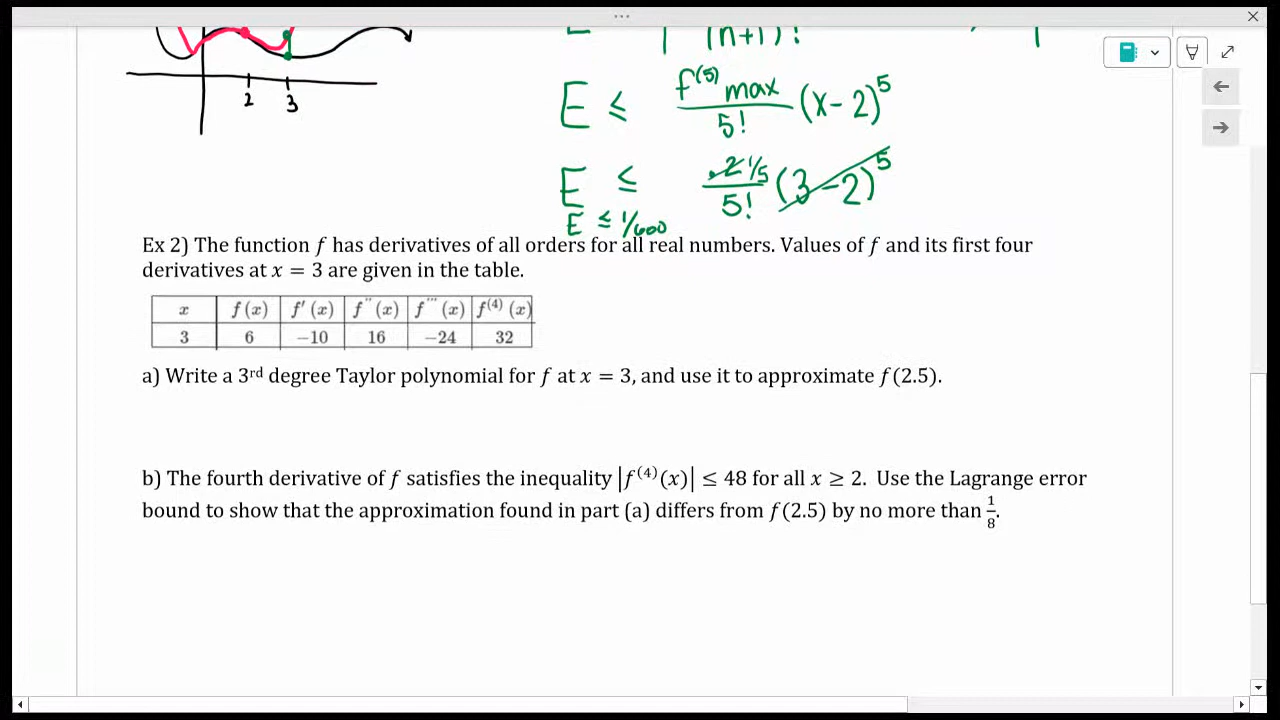 E (n+1)!
E ≤ f⁽⁵⁾ max / 5! (x-2)⁵
2 3
E ≤ .2 1/5 / 5! (3-2)⁵
E ≤ 1/600
Ex 2) The function f has derivatives of all orders for all real numbers. Values of f and its first four
derivatives at x = 3 are given in the table.
x f(x) f′(x) f″(x) f‴(x) f⁽⁴⁾(x)
3 6 −10 16 −24 32
a) Write a 3rd degree Taylor polynomial for f at x = 3, and use it to approximate f(2.5).
b) The fourth derivative of f satisfies the inequality |f⁽⁴⁾(x)| ≤ 48 for all x ≥ 2. Use the Lagrange error
bound to show that the approximation found in part (a) differs from f(2.5) by no more than 1/8.